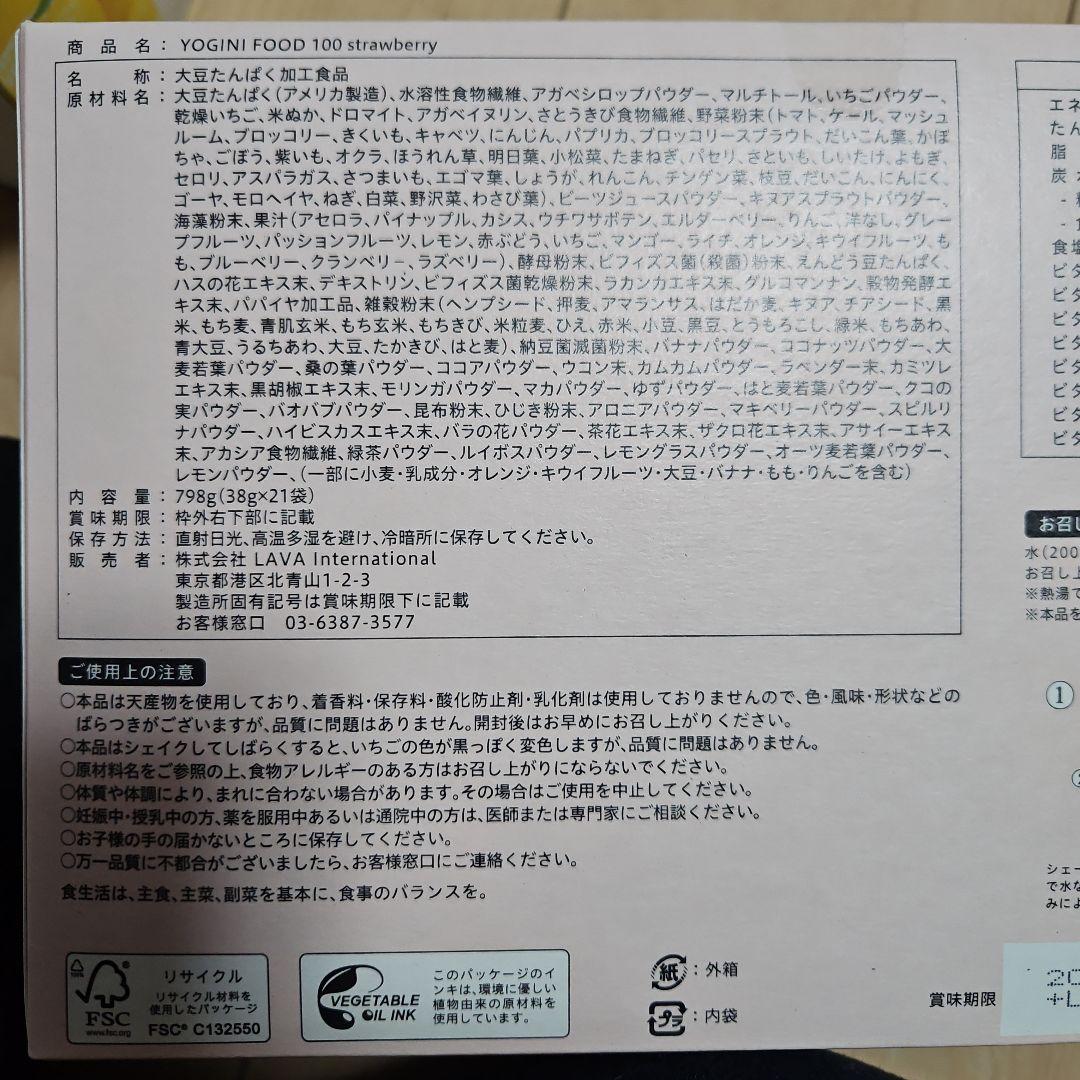 商品名：YOGINI FOOD 100 strawberry
名称：大豆たんぱく加工食品
原材料名：大豆たんぱく(アメリカ製造)、水溶性食物繊維、アガベシロップパウダー、マルチトール、いちごパウダー、
乾燥いちご、米ぬか、ドロマイト、アガベイヌリン、さとうきび食物繊維、野菜粉末(トマト、ケール、マッシュ
ルーム、ブロッコリー、きくいも、キャベツ、にんじん、パプリカ、ブロッコリースプラウト、だいこん葉、かぼ
ちゃ、ごぼう、紫いも、オクラ、ほうれん草、明日葉、小松菜、たまねぎ、パセリ、さといも、しいたけ、よもぎ、
セロリ、アスパラガス、さつまいも、エゴマ葉、しょうが、れんこん、チンゲン菜、枝豆、だいこん、にんにく、
ゴーヤ、モロヘイヤ、ねぎ、白菜、野沢菜、わさび葉)、ビーツジュースパウダー、キヌアスプラウトパウダー、
海藻粉末、果汁(アセロラ、パイナップル、カシス、ウチワサボテン、エルダーベリー、りんご、洋なし、グレー
プフルーツ、パッションフルーツ、レモン、赤ぶどう、いちご、マンゴー、ライチ、オレンジ、キウイフルーツ、も
も、ブルーベリー、クランベリー、ラズベリー)、酵母粉末、ビフィズス菌(殺菌)粉末、えんどう豆たんぱく、
ハスの花エキス末、デキストリン、ビフィズス菌乾燥粉末、ラカンカエキス末、グルコマンナン、穀物発酵エ
キス末、パパイヤ加工品、雑穀粉末(ヘンプシード、押麦、アマランサス、はだか麦、キヌア、チアシード、黒
米、もち麦、青肌玄米、もち玄米、もちきび、米粒麦、ひえ、赤米、小豆、黒豆、とうもろこし、緑米、もちあわ、
青大豆、うるちあわ、大豆、たかきび、はと麦)、納豆菌滅菌粉末、バナナパウダー、ココナッツパウダー、大
麦若葉パウダー、桑の葉パウダー、ココアパウダー、ウコン末、カムカムパウダー、ラベンダー末、カミツレ
エキス末、黒胡椒エキス末、モリンガパウダー、マカパウダー、ゆずパウダー、はと麦若葉パウダー、クコの
実パウダー、バオバブパウダー、昆布粉末、ひじき粉末、アロニアパウダー、マキベリーパウダー、スピルリ
ナパウダー、ハイビスカスエキス末、バラの花パウダー、茶花エキス末、ザクロ花エキス末、アサイーエキス
末、アカシア食物繊維、緑茶パウダー、ルイボスパウダー、レモングラスパウダー、オーツ麦若葉パウダー、
レモンパウダー、(一部に小麦・乳成分・オレンジ・キウイフルーツ・大豆・バナナ・もも・りんごを含む)
内容量：798g(38g×21袋)
賞味期限：枠外右下部に記載
保存方法：直射日光、高温多湿を避け、冷暗所に保存してください。
販売者：株式会社 LAVA International
東京都港区北青山1-2-3
製造所固有記号は賞味期限下に記載
お客様窓口 03-6387-3577
ご使用上の注意
○本品は天産物を使用しており、着香料・保存料・酸化防止剤・乳化剤は使用しておりませんので、色・風味・形状などの
ばらつきがございますが、品質に問題はありません。開封後はお早めにお召し上がりください。
○本品はシェイクしてしばらくすると、いちごの色が黒っぽく変色しますが、品質に問題はありません。
○原材料名をご参照の上、食物アレルギーのある方はお召し上がりにならないでください。
○体質や体調により、まれに合わない場合があります。その場合はご使用を中止してください。
○妊娠中・授乳中の方、薬を服用中あるいは通院中の方は、医師または専門家にご相談ください。
○お子様の手の届かないところに保存してください。
○万一品質に不都合がございましたら、お客様窓口にご連絡ください。
食生活は、主食、主菜、副菜を基本に、食事のバランスを。
100%
FSC
www.fsc.org
リサイクル
リサイクル材料を
使用したパッケージ
FSC® C132550
VEGETABLE
OIL INK
このパッケージのイ
ンキは、環境に優しい
植物由来の原材料を
使用しています。
紙：外箱
プラ：内袋
賞味期限
20
+L
エネ
たん
脂
炭水
食塩
ビタ
ビタ
ビタ
ビタ
ビタ
ビタ
ビタ
ビタ
お召し
水(200
お召し上
※熱湯で
※本品を
①
シェー
で水な
みによ